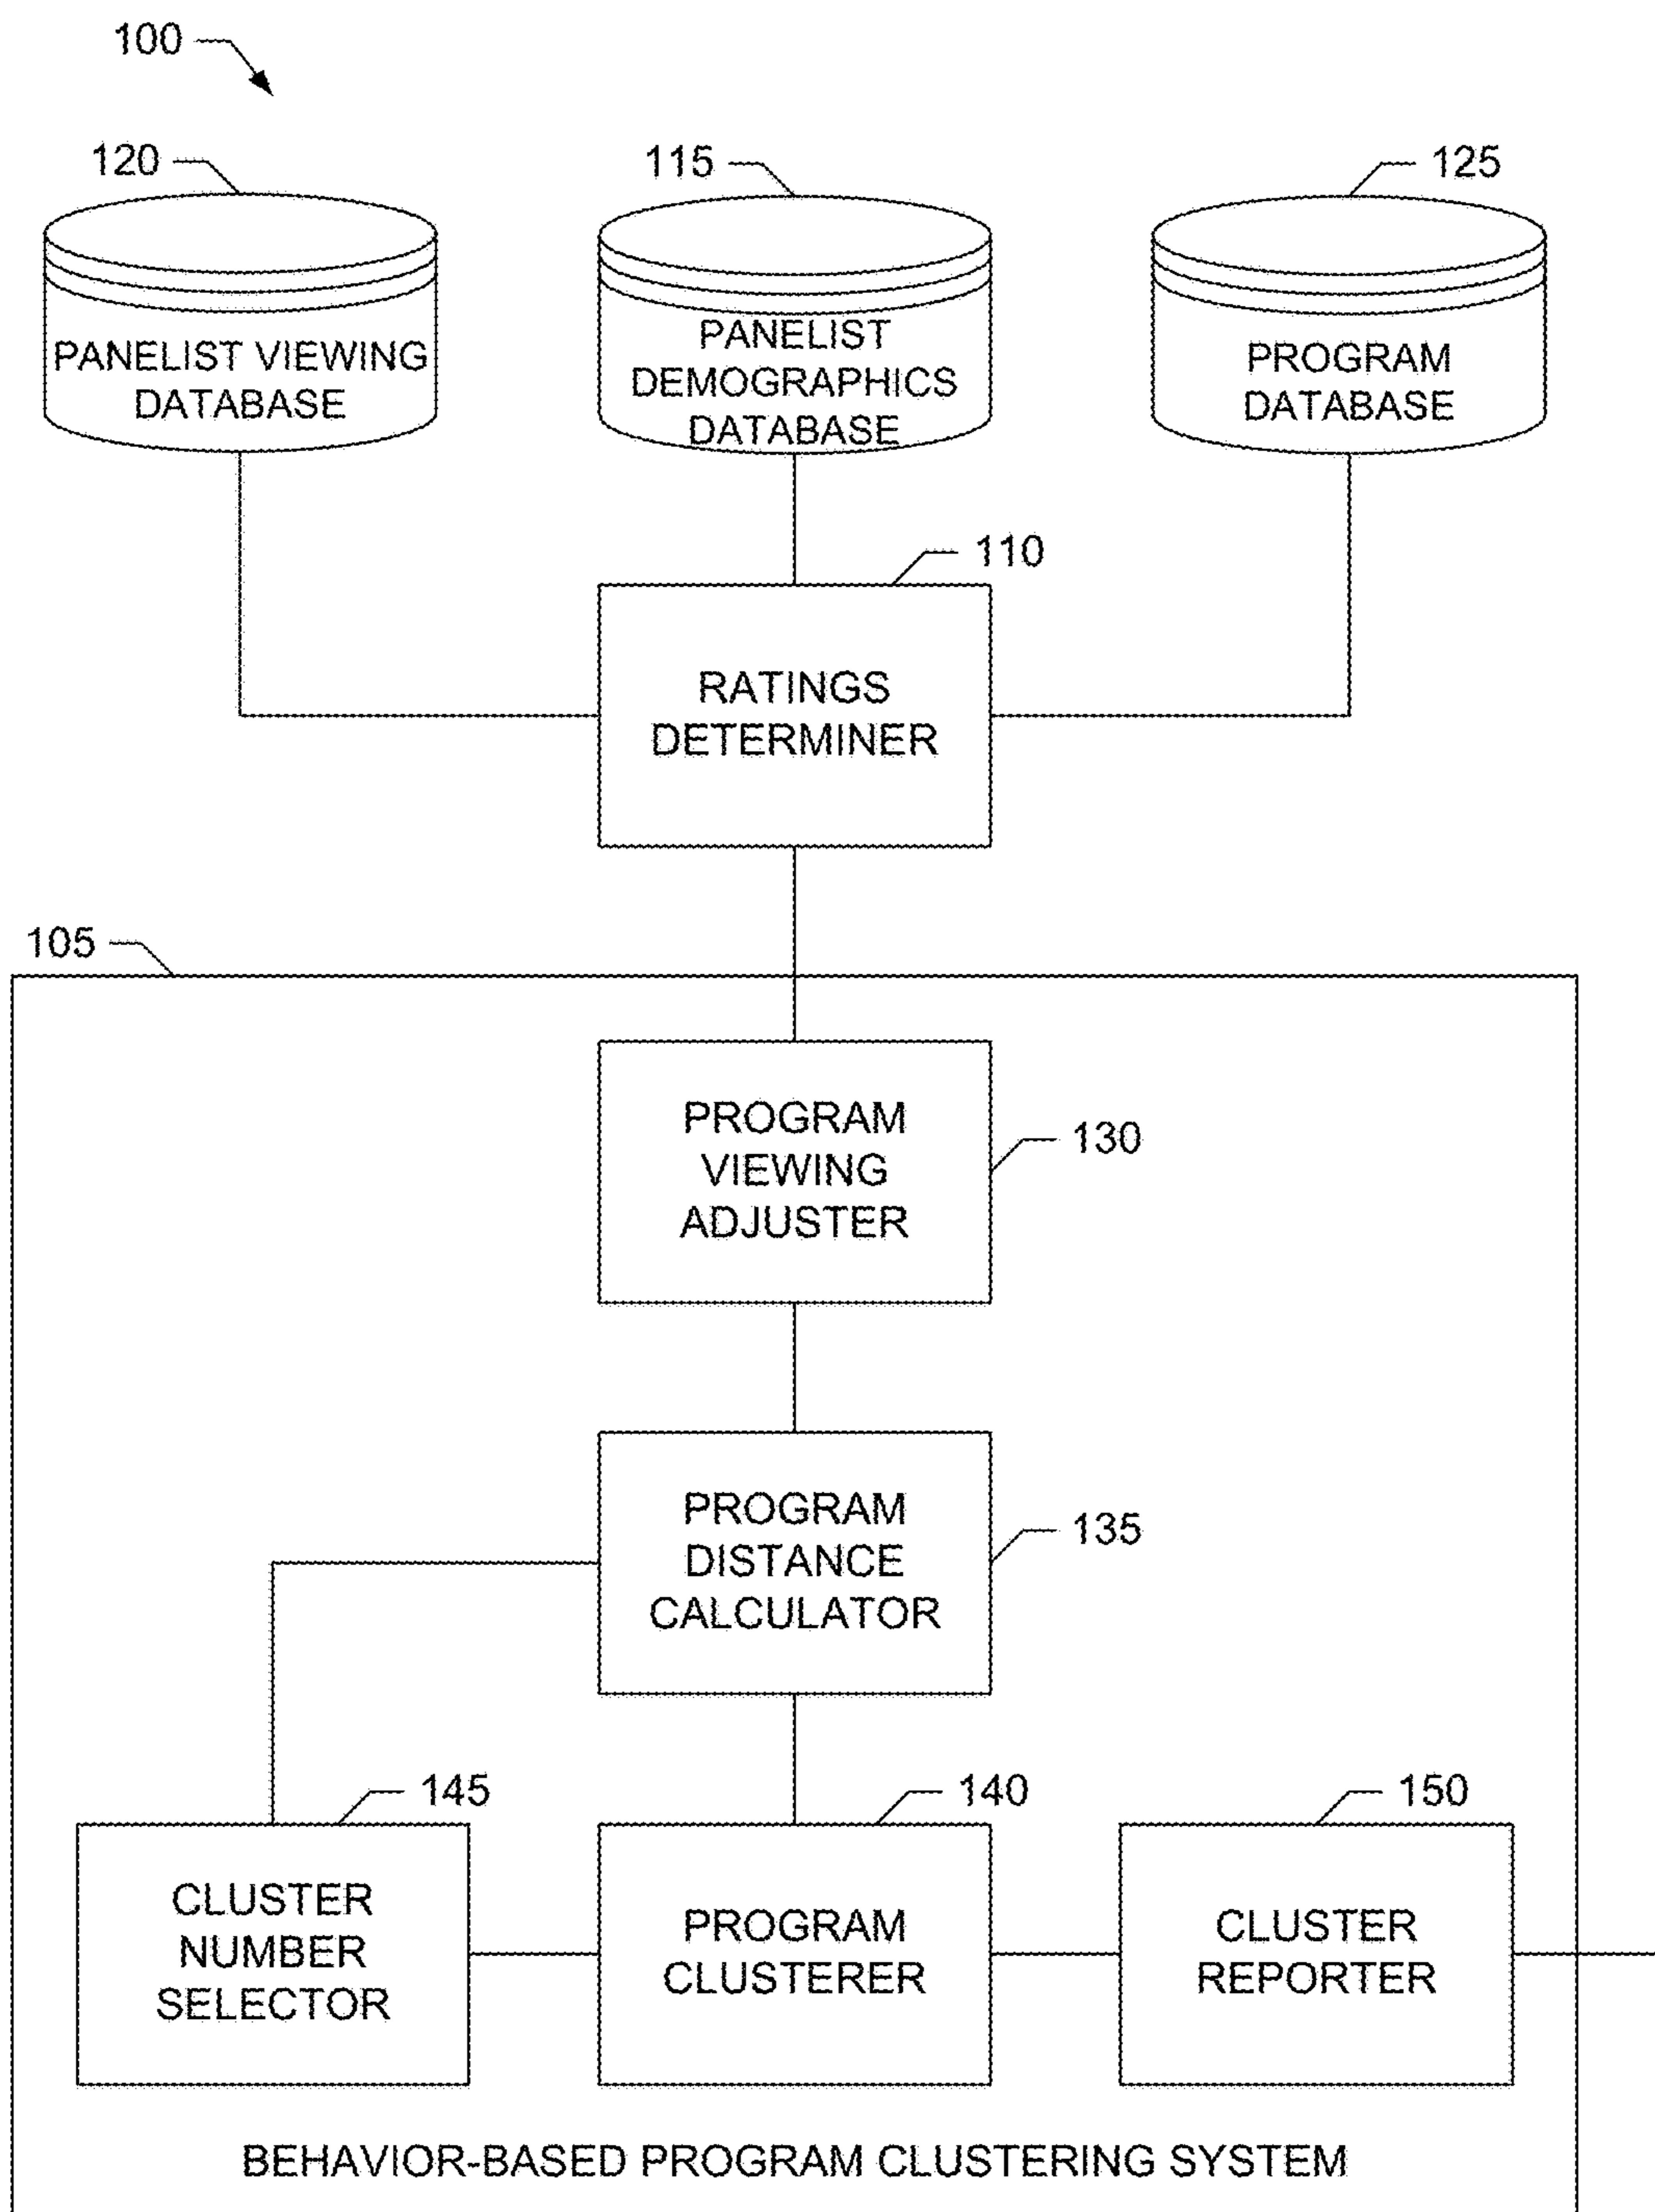 100
120
115
125
PANELIST VIEWING
DATABASE
PANELIST
DEMOGRAPHICS
DATABASE
PROGRAM
DATABASE
110
RATINGS
DETERMINER
105
PROGRAM
VIEWING
ADJUSTER
130
PROGRAM
DISTANCE
CALCULATOR
135
145
140
150
CLUSTER
NUMBER
SELECTOR
PROGRAM
CLUSTERER
CLUSTER
REPORTER
BEHAVIOR-BASED PROGRAM CLUSTERING SYSTEM